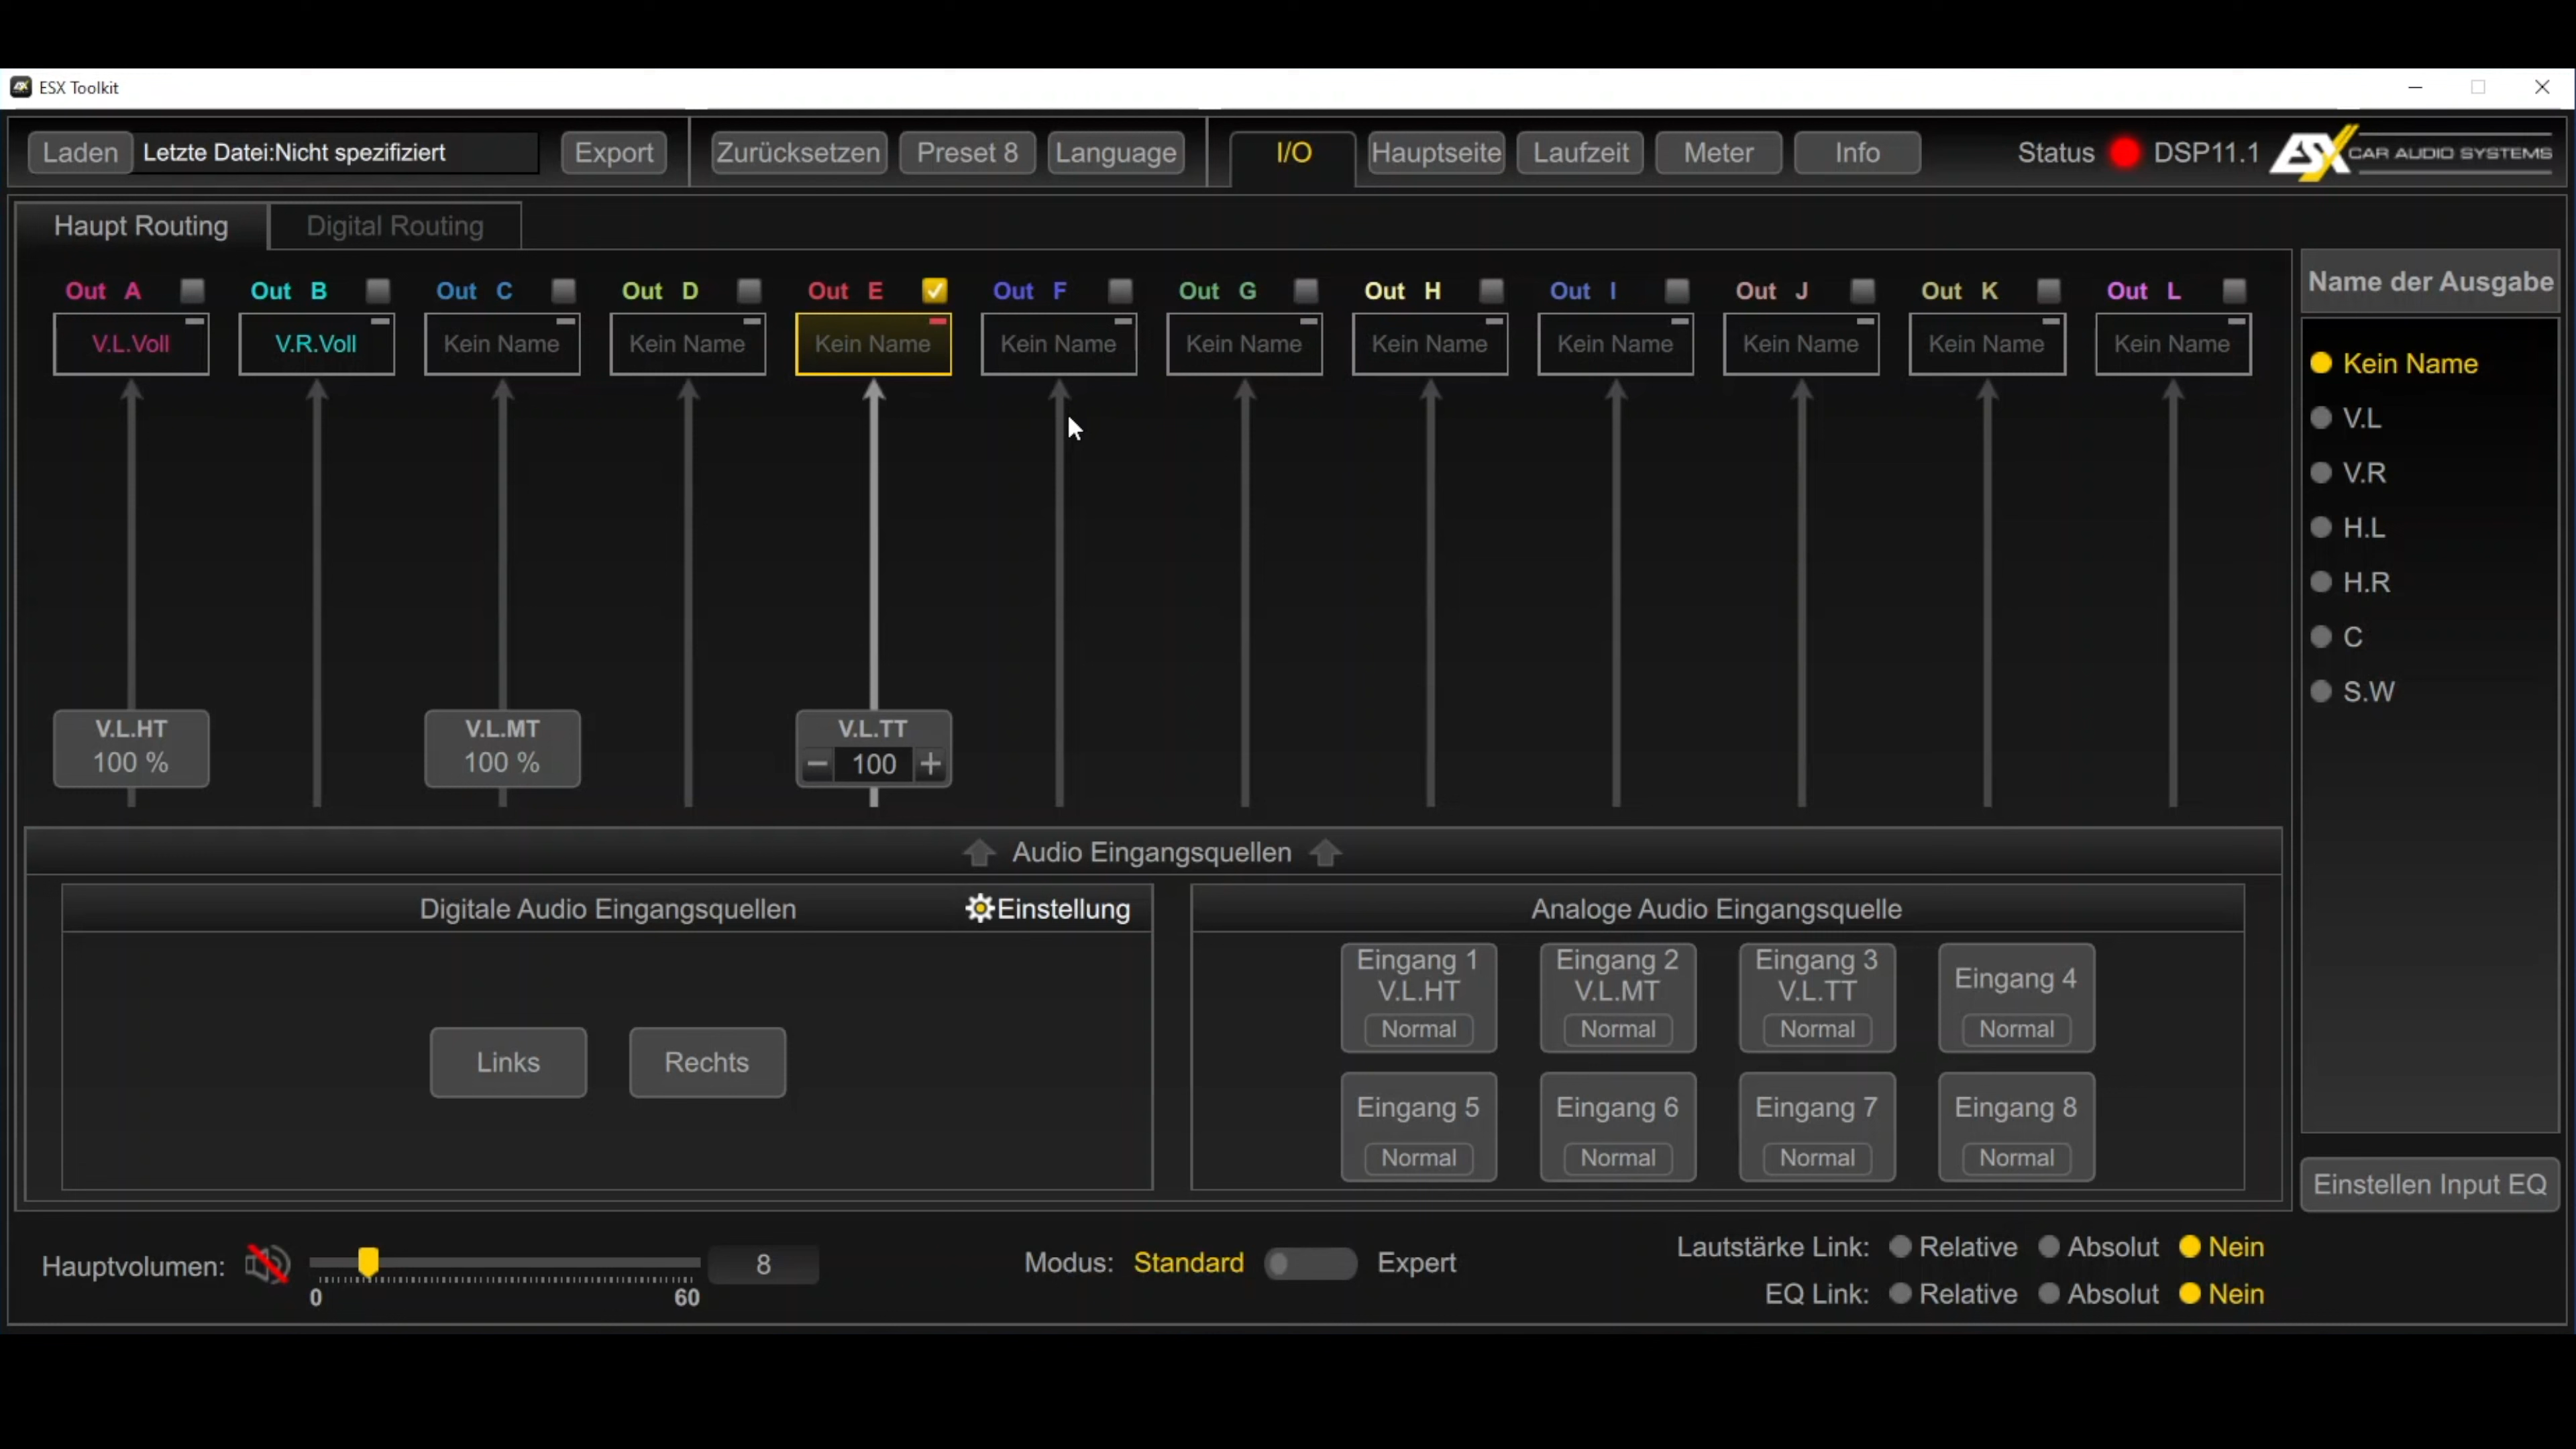 ESX Toolkit
Laden Letzte Datei:Nicht spezifiziert Export Zurücksetzen Preset 8 Language I/O Hauptseite Laufzeit Meter Info Status DSP11.1 ESX CAR AUDIO SYSTEMS
Haupt Routing Digital Routing
Name der Ausgabe
Out A Out B Out C Out D Out E Out F Out G Out H Out I Out J Out K Out L
V.L.Voll V.R.Voll Kein Name Kein Name Kein Name Kein Name Kein Name Kein Name Kein Name Kein Name Kein Name Kein Name
Kein Name
V.L
V.R
H.L
H.R
C
S.W
V.L.HT V.L.MT V.L.TT
100 % 100 % − 100 +
Audio Eingangsquellen
Digitale Audio Eingangsquellen Einstellung
Links Rechts
Analoge Audio Eingangsquelle
Eingang 1 Eingang 2 Eingang 3 Eingang 4
V.L.HT V.L.MT V.L.TT
Normal Normal Normal Normal
Eingang 5 Eingang 6 Eingang 7 Eingang 8
Normal Normal Normal Normal
Einstellen Input EQ
Hauptvolumen: 8
0 60
Modus: Standard Expert
Lautstärke Link: Relative Absolut Nein
EQ Link: Relative Absolut Nein